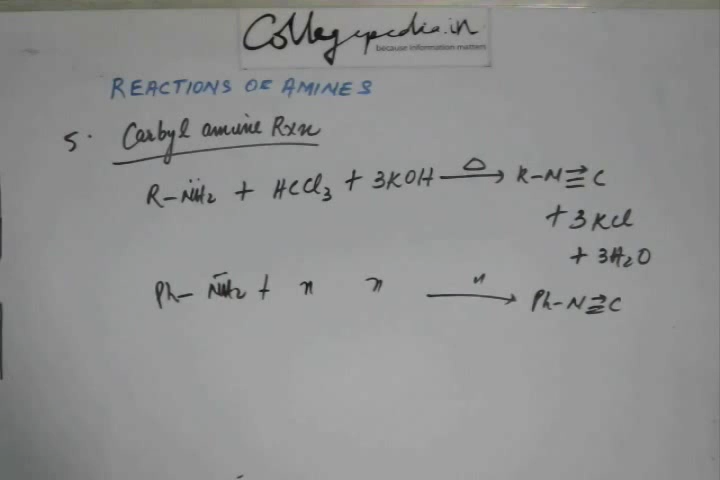 Collegepedia.in
because information matters
REACTIONS OF AMINES
5. Carbyl amine Rxn
R-NH2 + HCCl3 + 3KOH △→ R-N≡C
+ 3KCl
+ 3H2O
Ph-NH2 + " " "→ Ph-N≡C